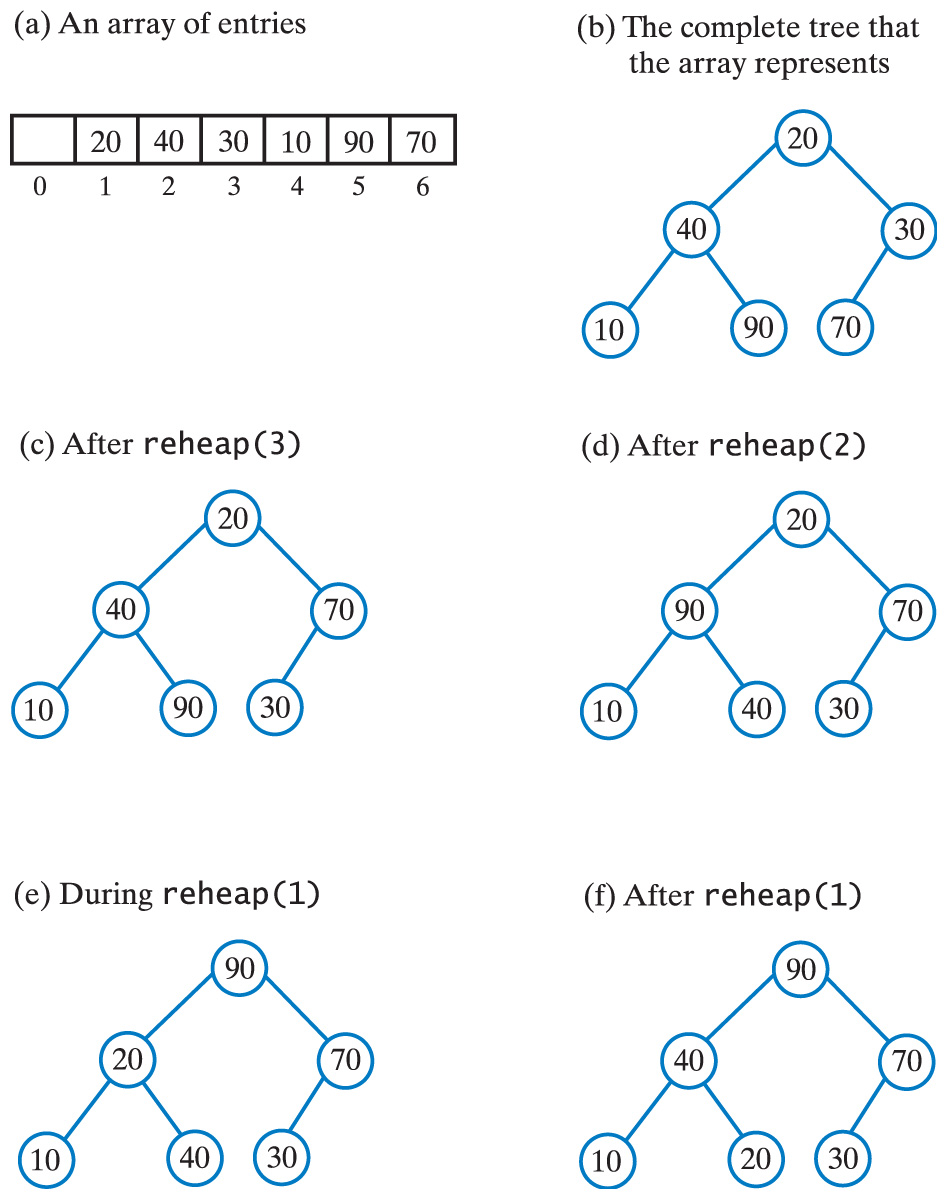 (a) An array of entries
(b) The complete tree that
the array represents
20 40 30 10 90 70
0 1 2 3 4 5 6
20
40 30
10 90 70
(c) After reheap(3)
20
40 70
10 90 30
(d) After reheap(2)
20
90 70
10 40 30
(e) During reheap(1)
90
20 70
10 40 30
(f) After reheap(1)
90
40 70
10 20 30